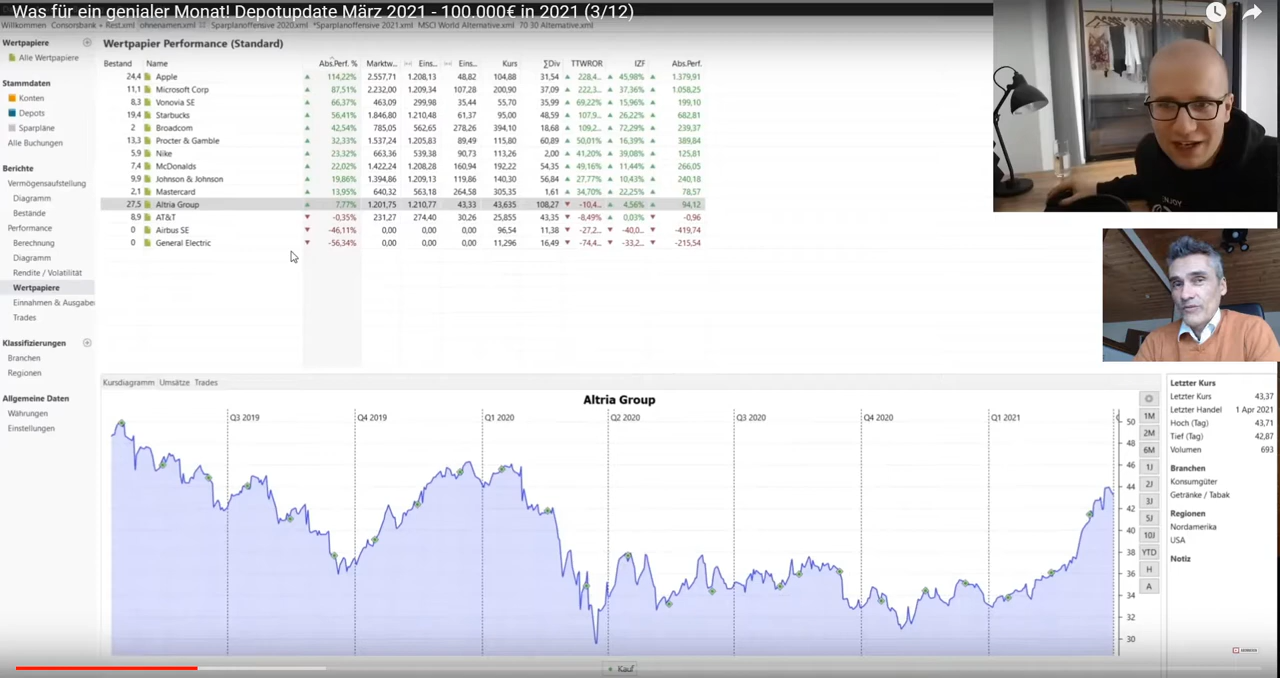 Was für ein genialer Monat! Depotupdate März 2021 - 100.000€ in 2021 (3/12)
Willkommen Consorsbank + Rest.xml ohnenamen.xml Sparplanoffensive 2020.xml *Sparplanoffensive 2021.xml MSCI World Alternative.xml 70 30 Alternative.xml
Wertpapiere
Alle Wertpapiere
Stammdaten
Konten
Depots
Sparpläne
Alle Buchungen
Berichte
Vermögensaufstellung
Diagramm
Bestände
Performance
Berechnung
Diagramm
Rendite / Volatilität
Wertpapiere
Einnahmen & Ausgaben
Trades
Klassifizierungen
Branchen
Regionen
Allgemeine Daten
Währungen
Einstellungen
Wertpapier Performance (Standard)
Bestand Name Abs.Perf. % Marktw... Eins... Eins... Kurs ∑Div TTWROR IZF Abs.Perf.
24,4 Apple 114,22% 2.557,71 1.208,13 48,82 104,88 31,54 228,4... 45,98% 1.379,91
11,1 Microsoft Corp 87,51% 2.232,00 1.209,34 107,28 200,90 37,09 222,3... 37,36% 1.058,25
8,3 Vonovia SE 66,37% 463,09 299,98 35,44 55,70 35,99 69,22% 15,96% 199,10
19,4 Starbucks 56,41% 1.846,80 1.210,48 61,37 95,00 48,59 107,9... 26,22% 682,81
2 Broadcom 42,54% 785,05 562,65 278,26 394,10 18,68 109,2... 72,29% 239,37
13,3 Procter & Gamble 32,33% 1.537,24 1.205,83 89,49 115,80 60,89 50,01% 16,39% 389,84
5,9 Nike 23,32% 663,36 539,38 90,73 113,26 2,00 41,20% 39,08% 125,81
7,4 McDonalds 22,02% 1.422,24 1.208,28 160,94 192,22 54,35 49,16% 11,44% 266,05
9,9 Johnson & Johnson 19,86% 1.394,86 1.209,13 119,86 140,30 56,84 27,77% 10,43% 240,18
2,1 Mastercard 13,95% 640,32 563,18 264,58 305,35 1,61 34,70% 22,25% 78,57
27,5 Altria Group 7,77% 1.201,75 1.210,77 43,33 43,635 108,27 -10,4... 4,56% 94,12
8,9 AT&T -0,35% 231,27 274,40 30,26 25,855 43,35 -8,49% 0,03% -0,96
0 Airbus SE -46,11% 0,00 0,00 96,54 11,38 -27,2... -40,0... -419,74
0 General Electric -56,34% 0,00 0,00 11,296 16,49 -74,4... -33,2... -215,54
Kursdiagramm Umsätze Trades
Altria Group
Q3 2019 Q4 2019 Q1 2020 Q2 2020 Q3 2020 Q4 2020 Q1 2021
50
48
46
44
42
40
38
36
34
32
30
Kauf
1M
2M
6M
1J
2J
3J
5J
10J
YTD
H
A
Letzter Kurs
Letzter Kurs 43,37
Letzter Handel 1 Apr 2021
Hoch (Tag) 43,71
Tief (Tag) 42,87
Volumen 693
Branchen
Konsumgüter
Getränke / Tabak
Regionen
Nordamerika
USA
Notiz
ENJOY